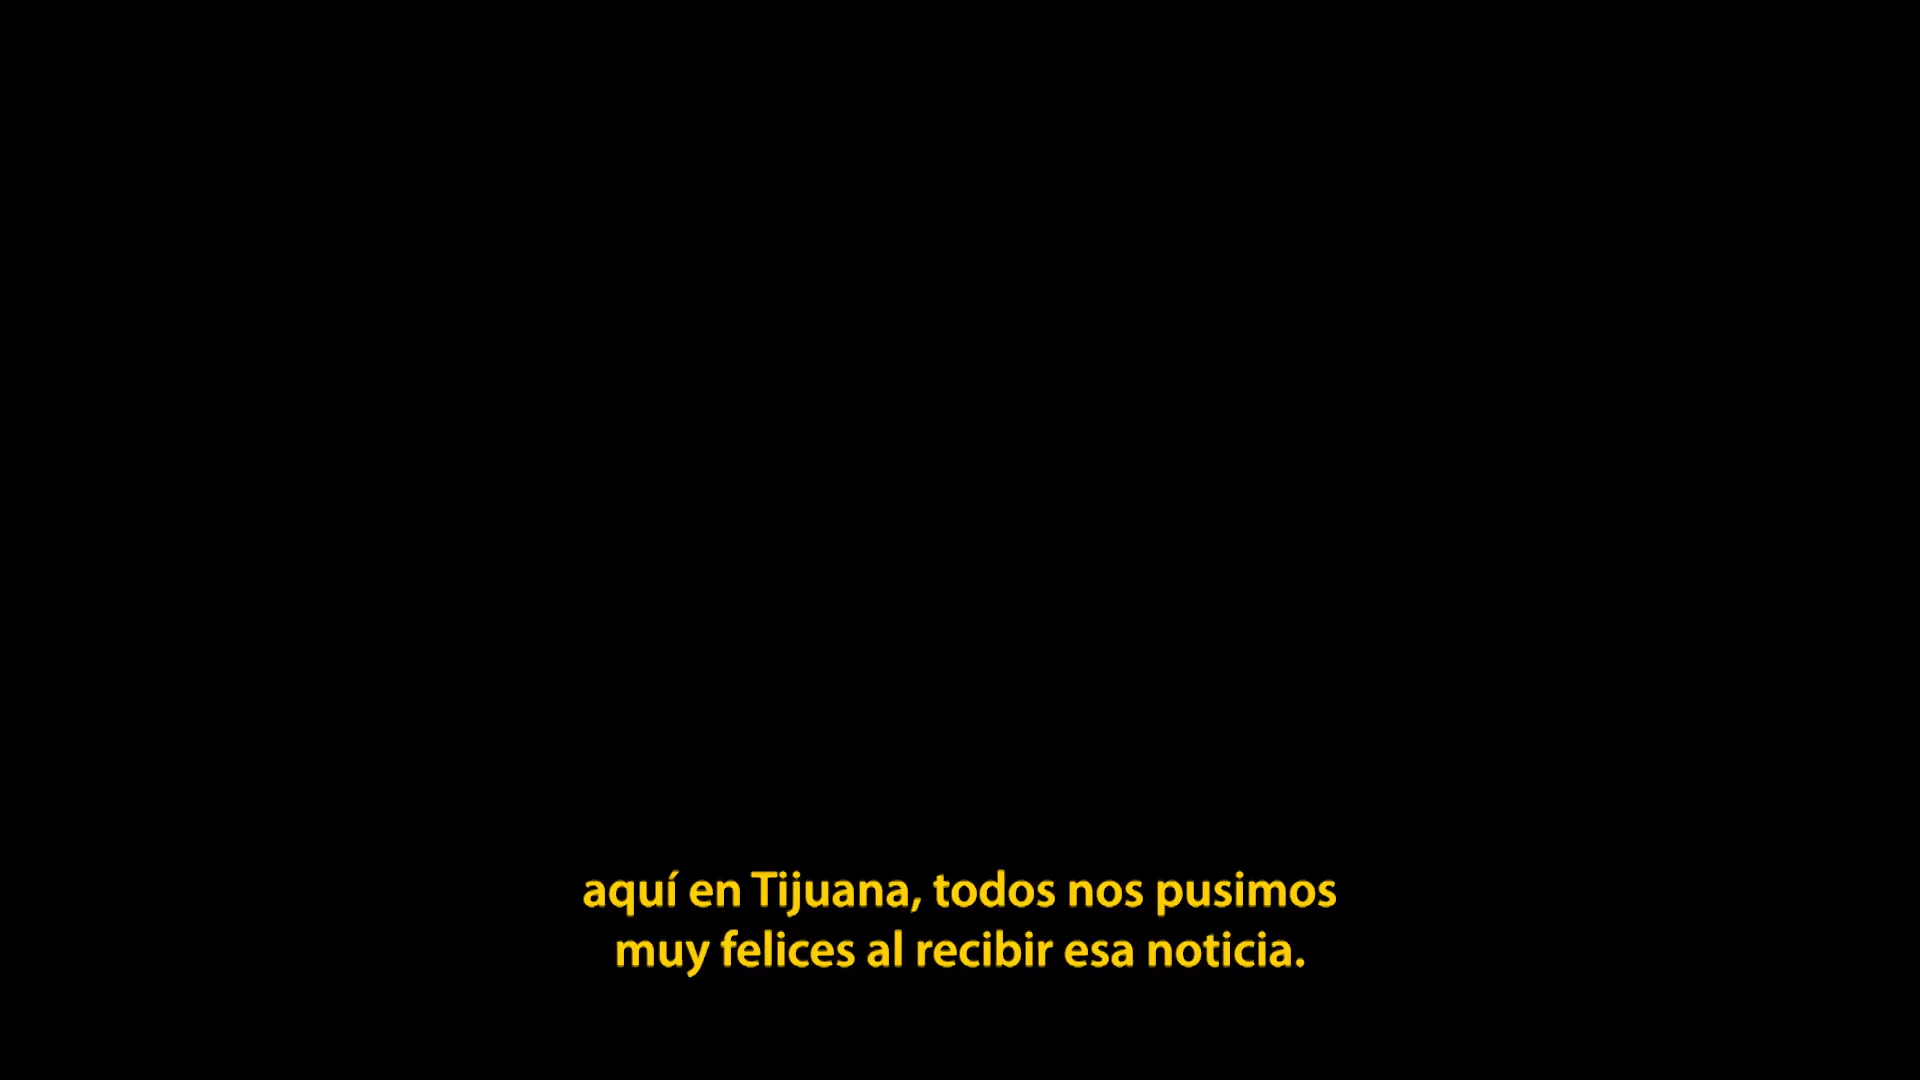 aquí en Tijuana, todos nos pusimos
muy felices al recibir esa noticia.